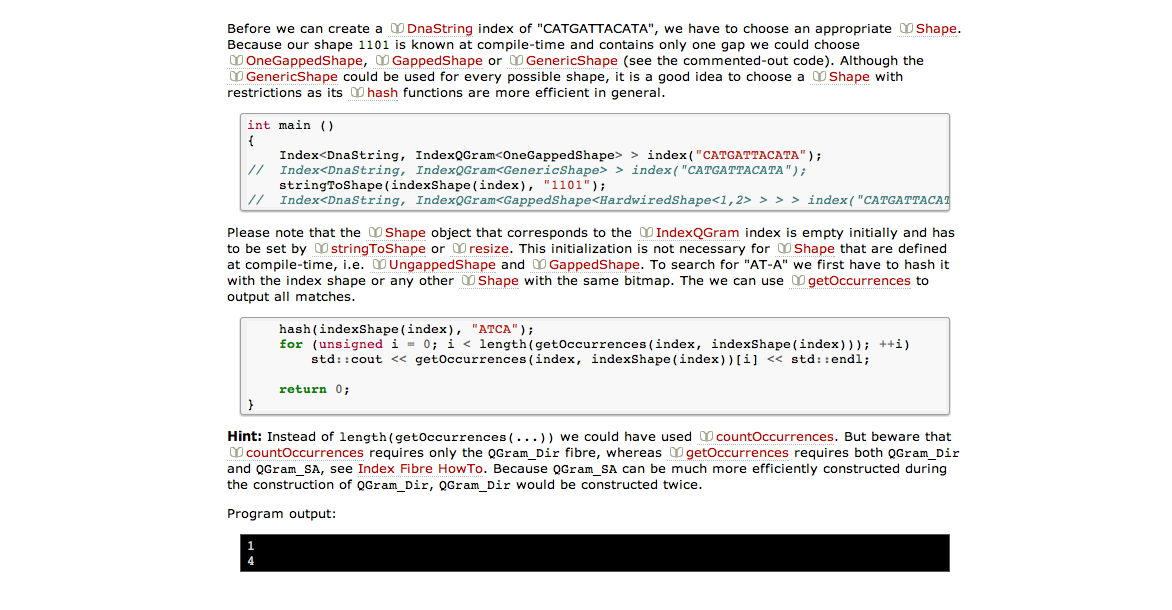 Before we can create a DnaString index of "CATGATTACATA", we have to choose an appropriate Shape.
Because our shape 1101 is known at compile-time and contains only one gap we could choose
OneGappedShape, GappedShape or GenericShape (see the commented-out code). Although the
GenericShape could be used for every possible shape, it is a good idea to choose a Shape with
restrictions as its hash functions are more efficient in general.
int main ()
{
    Index<DnaString, IndexQGram<OneGappedShape> > index("CATGATTACATA");
//  Index<DnaString, IndexQGram<GenericShape> > index("CATGATTACATA");
    stringToShape(indexShape(index), "1101");
//  Index<DnaString, IndexQGram<GappedShape<HardwiredShape<1,2> > > > index("CATGATTACAT
Please note that the Shape object that corresponds to the IndexQGram index is empty initially and has
to be set by stringToShape or resize. This initialization is not necessary for Shape that are defined
at compile-time, i.e. UngappedShape and GappedShape. To search for "AT-A" we first have to hash it
with the index shape or any other Shape with the same bitmap. The we can use getOccurrences to
output all matches.
    hash(indexShape(index), "ATCA");
    for (unsigned i = 0; i < length(getOccurrences(index, indexShape(index))); ++i)
        std::cout << getOccurrences(index, indexShape(index))[i] << std::endl;
    return 0;
}
Hint: Instead of length(getOccurrences(...)) we could have used countOccurrences. But beware that
countOccurrences requires only the QGram_Dir fibre, whereas getOccurrences requires both QGram_Dir
and QGram_SA, see Index Fibre HowTo. Because QGram_SA can be much more efficiently constructed during
the construction of QGram_Dir, QGram_Dir would be constructed twice.
Program output:
1
4